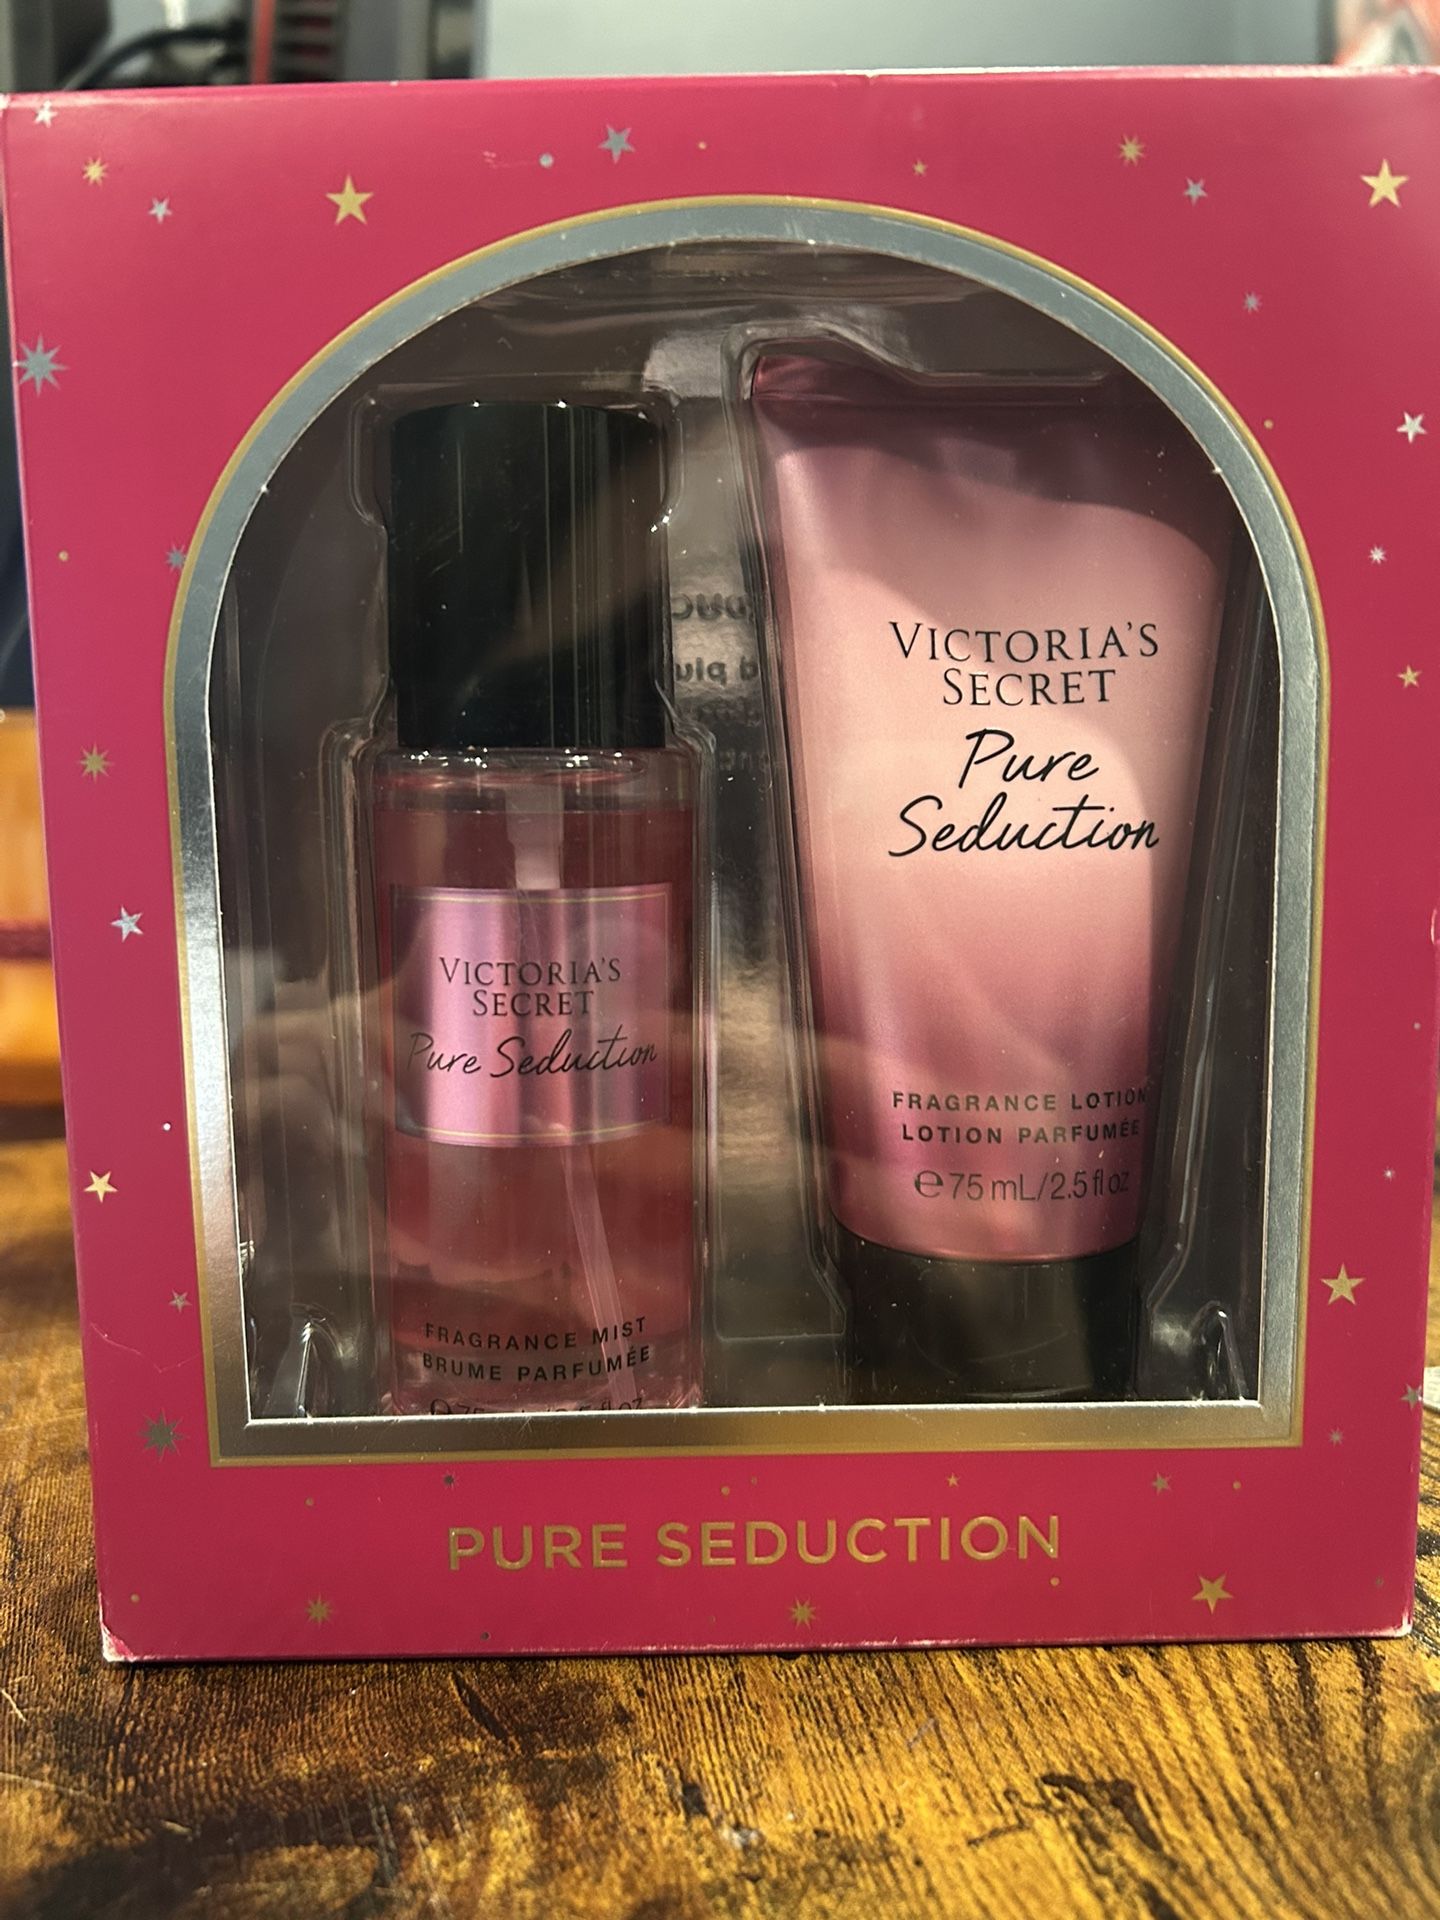 VICTORIA'S
SECRET
Pure Seduction
FRAGRANCE MIST
BRUME PARFUMÉE
VICTORIA'S
SECRET
Pure
Seduction
FRAGRANCE LOTION
LOTION PARFUMÉE
℮75 mL/2.5 fl oz
PURE SEDUCTION